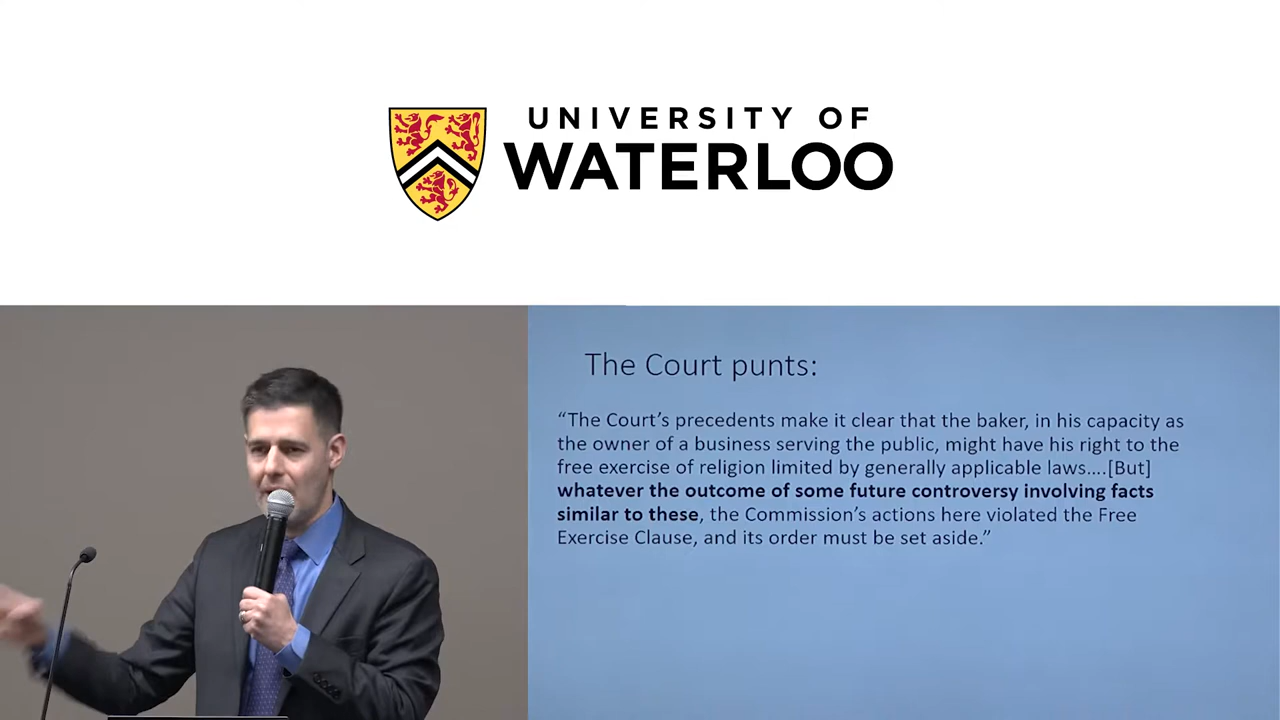 UNIVERSITY OF
WATERLOO
The Court punts:
“The Court’s precedents make it clear that the baker, in his capacity as
the owner of a business serving the public, might have his right to the
free exercise of religion limited by generally applicable laws….[But]
whatever the outcome of some future controversy involving facts
similar to these, the Commission’s actions here violated the Free
Exercise Clause, and its order must be set aside.”